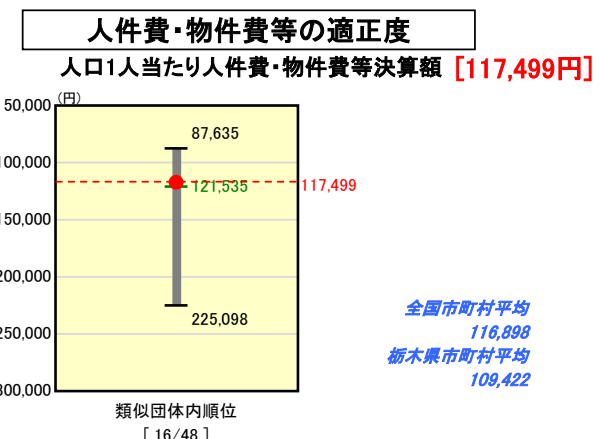 人件費・物件費等の適正度
人口1人当たり人件費・物件費等決算額 [117,499円]
(円)
50,000
87,635
100,000
121,535
117,499
150,000
200,000
225,098
250,000
300,000
全国市町村平均
116,898
栃木県市町村平均
109,422
類似団体内順位
[ 16/48 ]